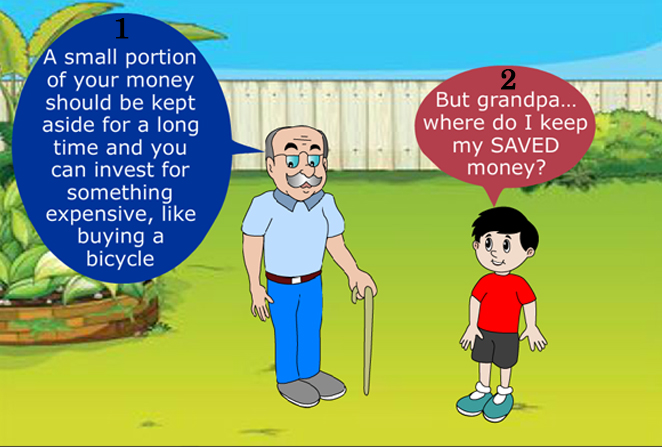 1
A small portion
of your money
should be kept
aside for a long
time and you
can invest for
something
expensive, like
buying a
bicycle
2
But grandpa...
where do I keep
my SAVED
money?